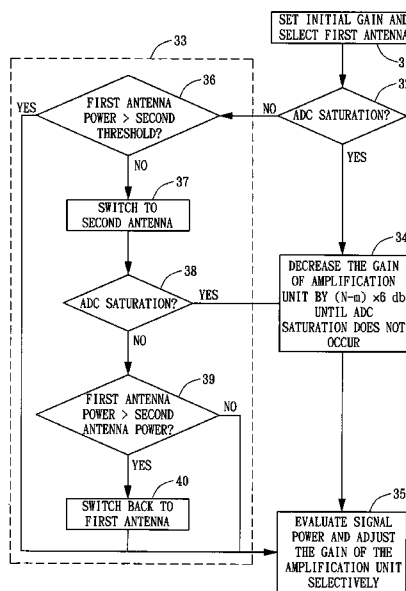 SET INITIAL GAIN AND
SELECT FIRST ANTENNA
33
36
YES
FIRST ANTENNA
POWER > SECOND
THRESHOLD?
NO
ADC SATURATION?
NO
YES
37
SWITCH TO
SECOND ANTENNA
38
ADC SATURATION?
YES
34
DECREASE THE GAIN
OF AMPLIFICATION
UNIT BY (N-m) ×6 db
UNTIL ADC
SATURATION DOES NOT
OCCUR
NO
39
FIRST ANTENNA
POWER > SECOND
ANTENNA POWER?
NO
YES
40
SWITCH BACK TO
FIRST ANTENNA
35
EVALUATE SIGNAL
POWER AND ADJUST
THE GAIN OF THE
AMPLIFICATION UNIT
SELECTIVELY